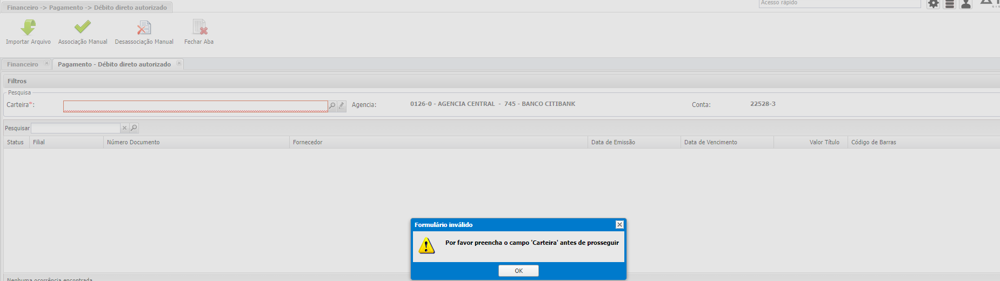 Financeiro -> Pagamento -> Débito direto autorizado
Acesso rápido
Importar Arquivo
Associação Manual
Desassociação Manual
Fechar Aba
Financeiro
Pagamento - Débito direto autorizado
Filtros
Pesquisa
Carteira*:
Agencia:
0126-0 - AGENCIA CENTRAL - 745 - BANCO CITIBANK
Conta:
22528-3
Pesquisar
Status
Filial
Número Documento
Fornecedor
Data de Emissão
Data de Vencimento
Valor Título
Código de Barras
Formulário inválido
Por favor preencha o campo 'Carteira' antes de prosseguir
OK
Nenhuma ocorrência encontrada